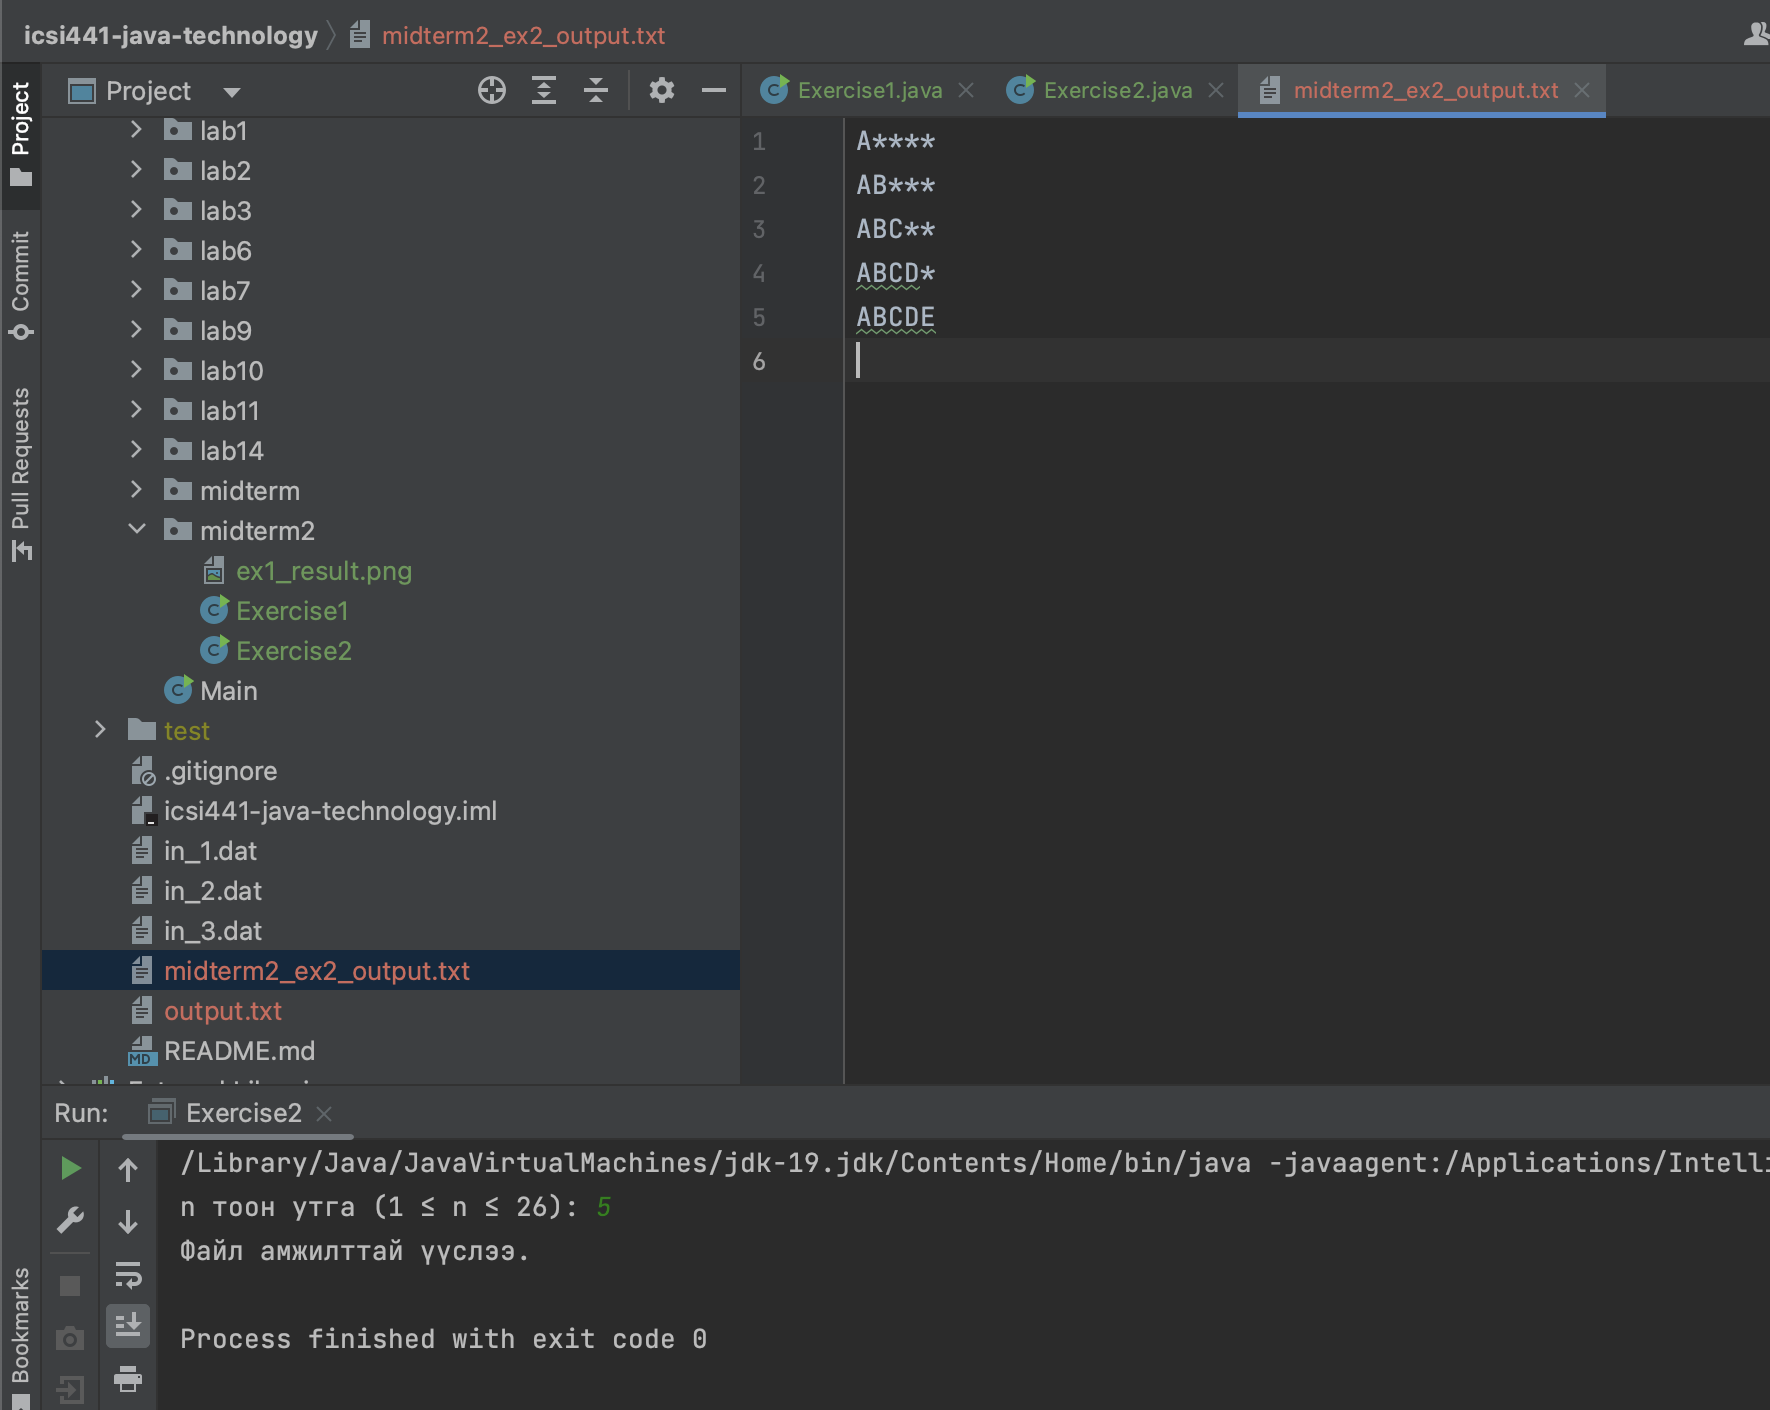 icsi441-java-technology
midterm2_ex2_output.txt
Project
Commit
Pull Requests
Bookmarks
Project
lab1
lab2
lab3
lab6
lab7
lab9
lab10
lab11
lab14
midterm
midterm2
ex1_result.png
Exercise1
Exercise2
Main
test
.gitignore
icsi441-java-technology.iml
in_1.dat
in_2.dat
in_3.dat
midterm2_ex2_output.txt
output.txt
MD README.md
Exercise1.java
Exercise2.java
midterm2_ex2_output.txt
1 A****
2 AB***
3 ABC**
4 ABCD*
5 ABCDE
6
Run: Exercise2
/Library/Java/JavaVirtualMachines/jdk-19.jdk/Contents/Home/bin/java -javaagent:/Applications/Intelli
n тоон утга (1 ≤ n ≤ 26): 5
Файл амжилттай үүслээ.
Process finished with exit code 0